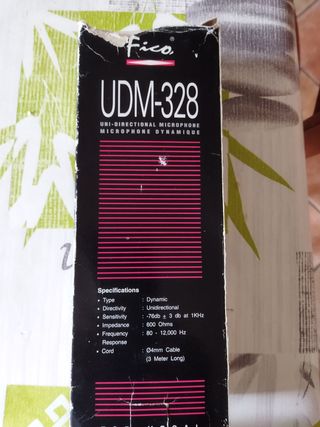 Fico®
UDM-328
UNI-DIRECTIONAL MICROPHONE
MICROPHONE DYNAMIQUE
Specifications
• Type : Dynamic
• Directivity : Unidirectional
• Sensitivity : -76db ± 3 db at 1KHz
• Impedance : 600 Ohms
• Frequency : 80 - 12,000 Hz
Response
• Cord : Ø4mm Cable
(3 Meter Long)